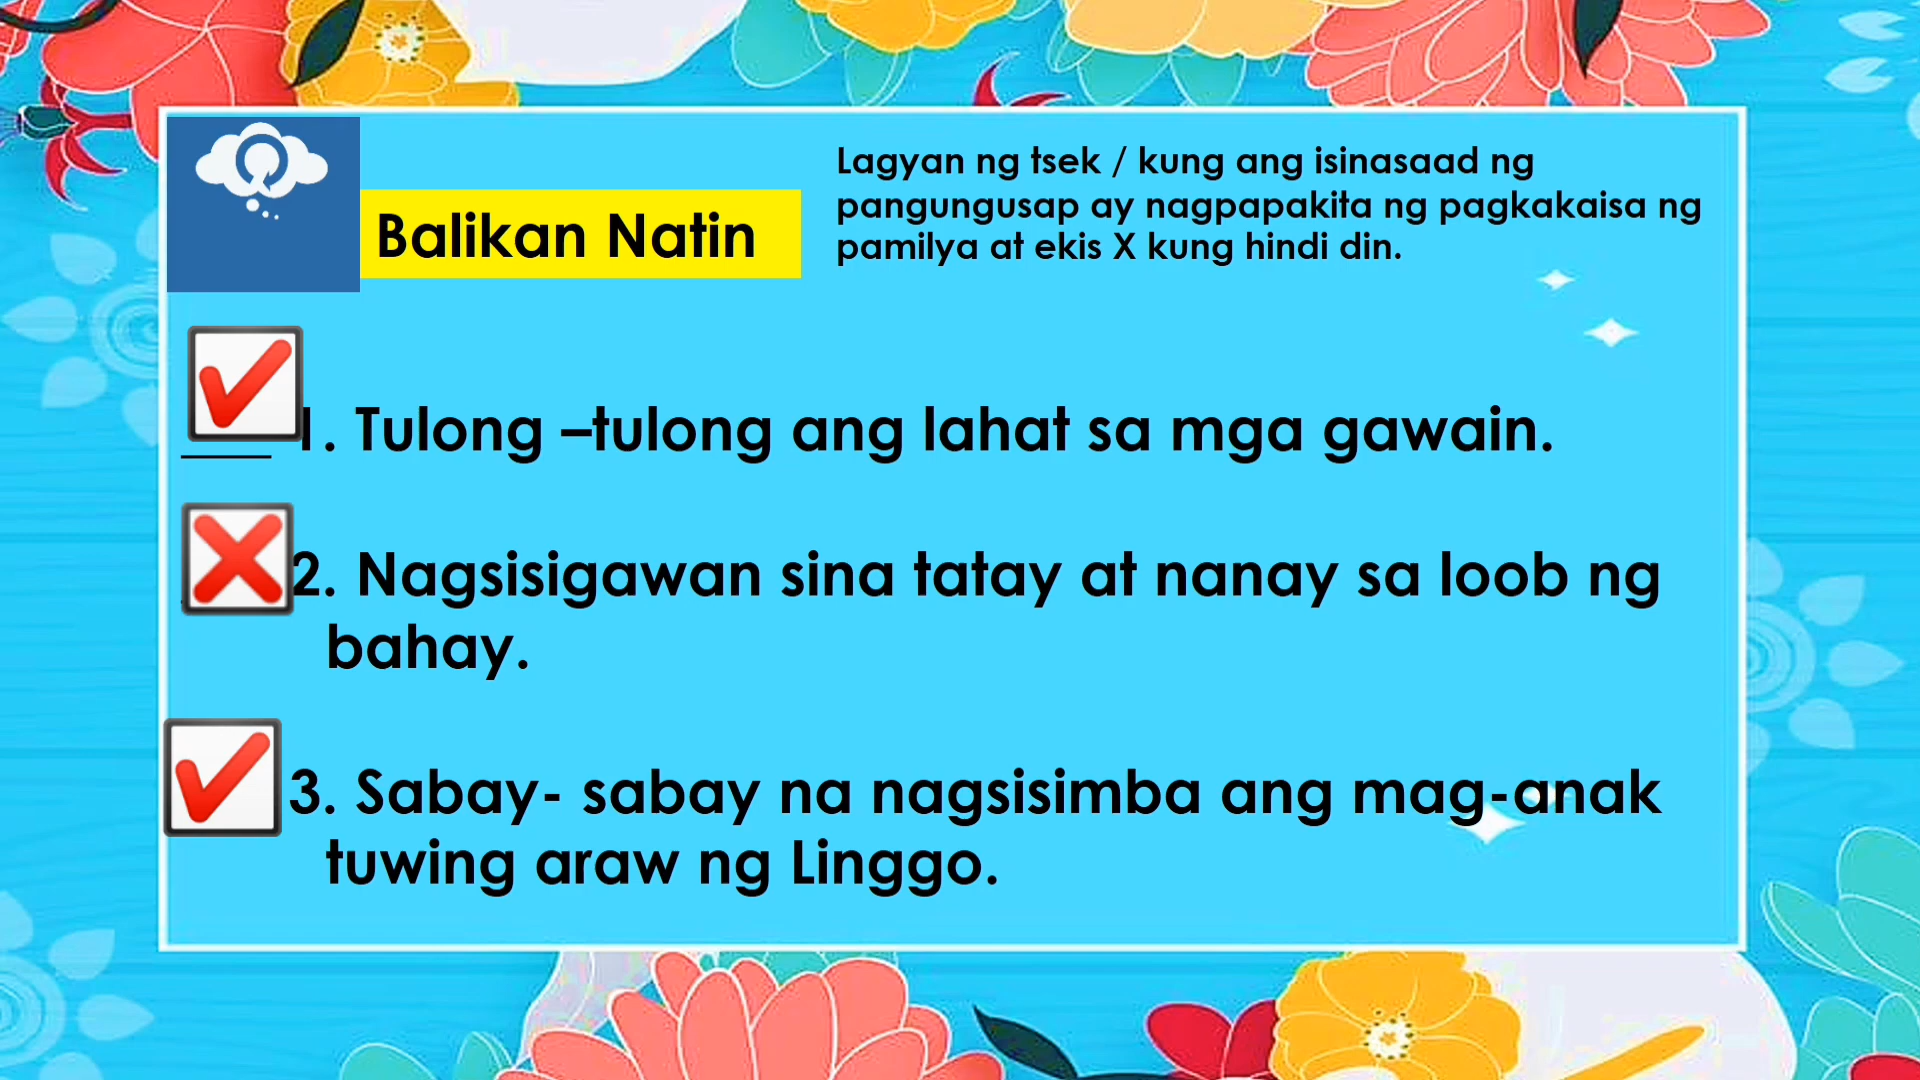 Balikan Natin
Lagyan ng tsek / kung ang isinasaad ng
pangungusap ay nagpapakita ng pagkakaisa ng
pamilya at ekis X kung hindi din.
1. Tulong –tulong ang lahat sa mga gawain.
2. Nagsisigawan sina tatay at nanay sa loob ng
bahay.
3. Sabay- sabay na nagsisimba ang mag-anak
tuwing araw ng Linggo.